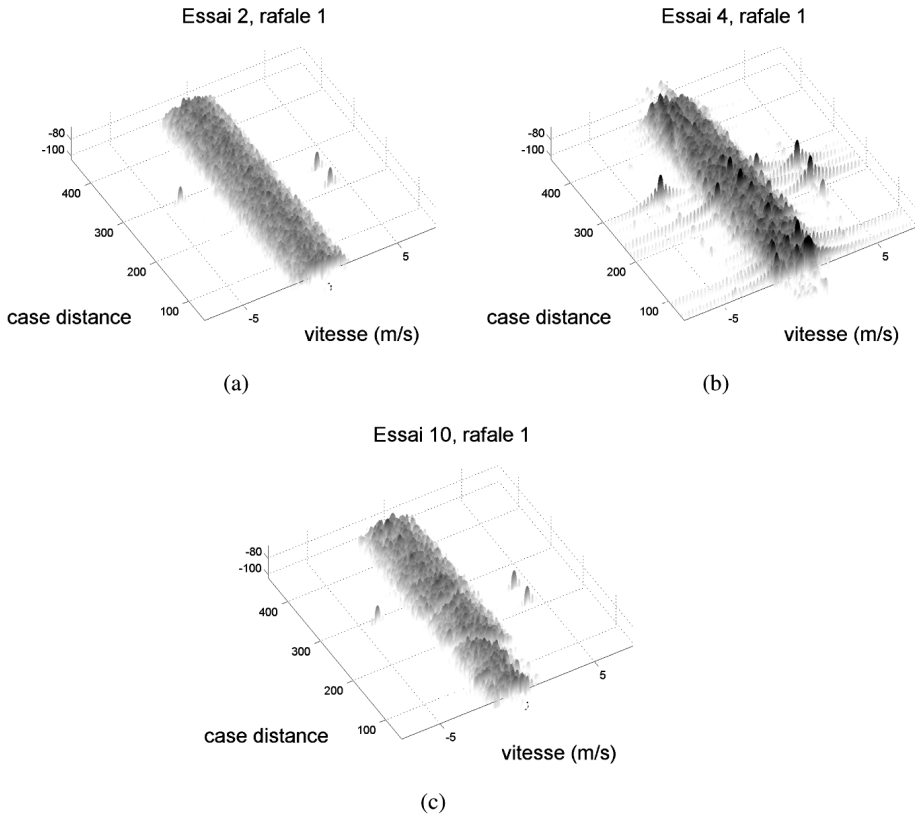 Essai 2, rafale 1
-80
-100
400
300
200
100
case distance
-5
5
vitesse (m/s)
(a)
Essai 4, rafale 1
-80
-100
400
300
200
100
case distance
-5
5
vitesse (m/s)
(b)
Essai 10, rafale 1
-80
-100
400
300
200
100
case distance
-5
5
vitesse (m/s)
(c)